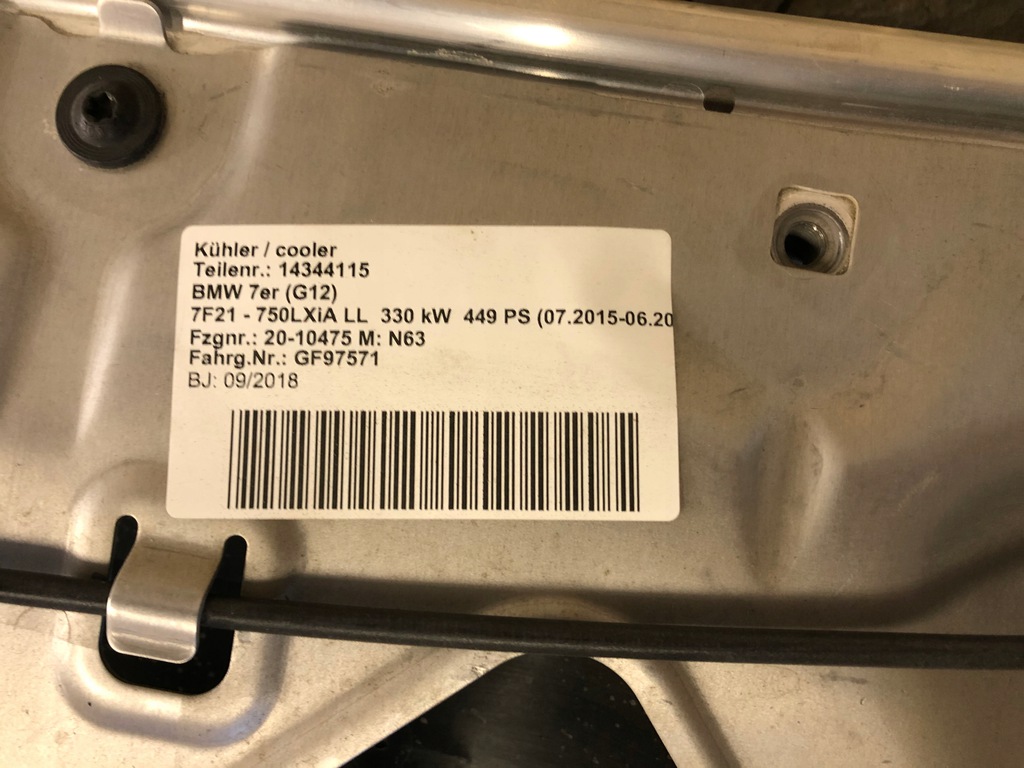 Kühler / cooler
Teilenr.: 14344115
BMW 7er (G12)
7F21 - 750LXiA LL 330 kW 449 PS (07.2015-06.20
Fzgnr.: 20-10475 M: N63
Fahrg.Nr.: GF97571
BJ: 09/2018